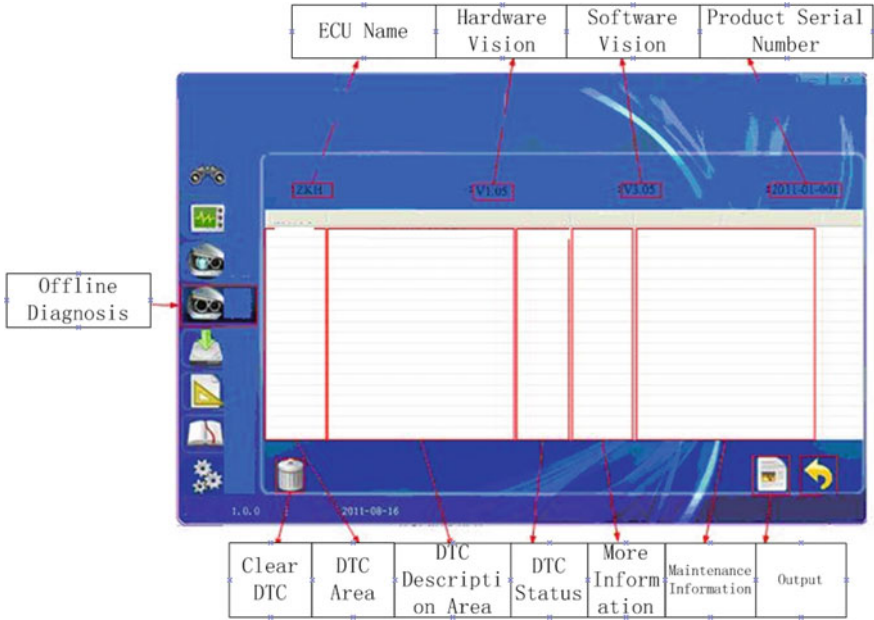 ECU Name
Hardware
Vision
Software
Vision
Product Serial
Number
ZKH
:V1.05
:V3.05
:2011-01-001
Offline
Diagnosis
1.0.0
2011-08-16
Clear
DTC
DTC
Area
DTC
Descripti
on Area
DTC
Status
More
Inform
ation
Maintenance
Information
Output